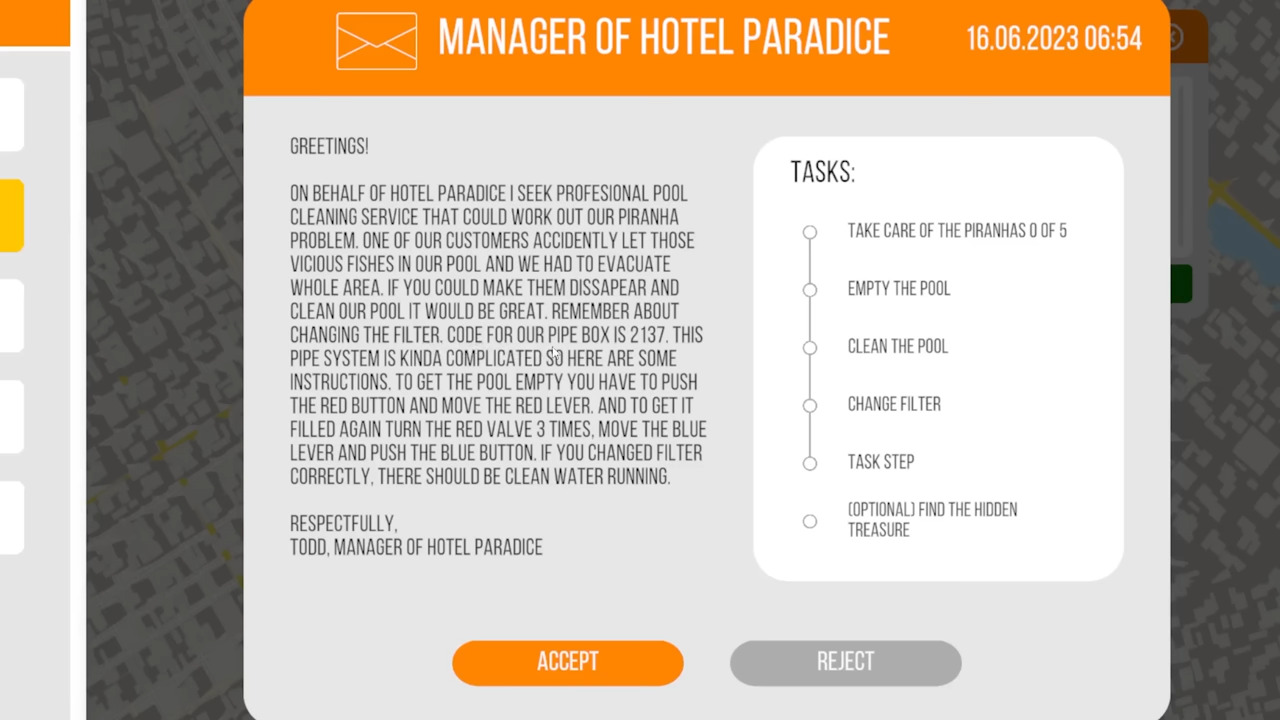 MANAGER OF HOTEL PARADICE
16.06.2023 06:54
GREETINGS!
ON BEHALF OF HOTEL PARADICE I SEEK PROFESIONAL POOL
CLEANING SERVICE THAT COULD WORK OUT OUR PIRANHA
PROBLEM. ONE OF OUR CUSTOMERS ACCIDENTLY LET THOSE
VICIOUS FISHES IN OUR POOL AND WE HAD TO EVACUATE
WHOLE AREA. IF YOU COULD MAKE THEM DISSAPEAR AND
CLEAN OUR POOL IT WOULD BE GREAT. REMEMBER ABOUT
CHANGING THE FILTER. CODE FOR OUR PIPE BOX IS 2137. THIS
PIPE SYSTEM IS KINDA COMPLICATED SO HERE ARE SOME
INSTRUCTIONS. TO GET THE POOL EMPTY YOU HAVE TO PUSH
THE RED BUTTON AND MOVE THE RED LEVER. AND TO GET IT
FILLED AGAIN TURN THE RED VALVE 3 TIMES, MOVE THE BLUE
LEVER AND PUSH THE BLUE BUTTON. IF YOU CHANGED FILTER
CORRECTLY, THERE SHOULD BE CLEAN WATER RUNNING.
RESPECTFULLY,
TODD, MANAGER OF HOTEL PARADICE
TASKS:
TAKE CARE OF THE PIRANHAS 0 OF 5
EMPTY THE POOL
CLEAN THE POOL
CHANGE FILTER
TASK STEP
(OPTIONAL) FIND THE HIDDEN
TREASURE
ACCEPT
REJECT